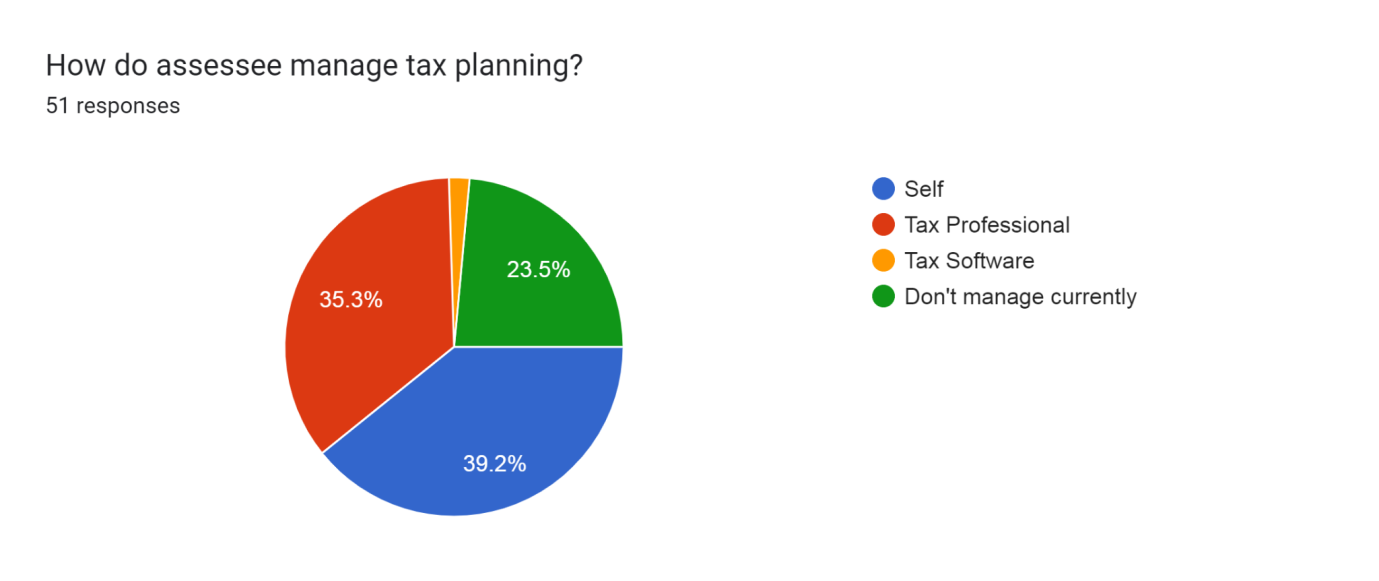 How do assessee manage tax planning?
51 responses
Self
Tax Professional
Tax Software
Don't manage currently
23.5%
35.3%
39.2%